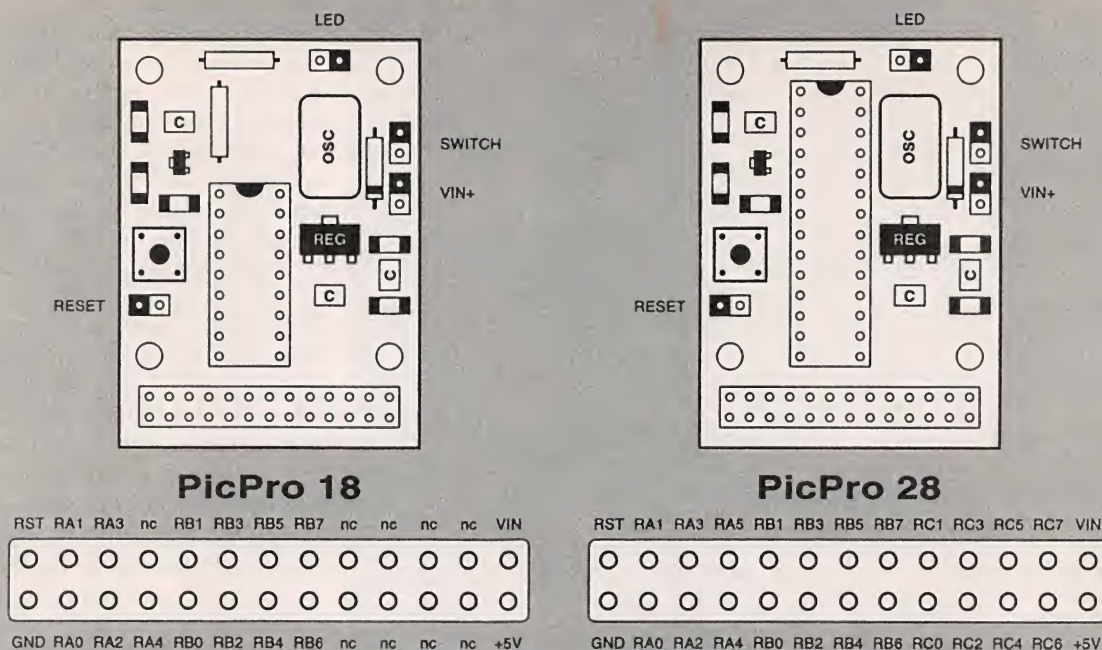 LED
C
OSC
SWITCH
VIN+
REG
C
C
RESET
PicPro 18
RST RA1 RA3 nc RB1 RB3 RB5 RB7 nc nc nc nc VIN
GND RA0 RA2 RA4 RB0 RB2 RB4 RB6 nc nc nc nc +5V
LED
C
OSC
SWITCH
VIN+
REG
C
C
RESET
PicPro 28
RST RA1 RA3 RA5 RB1 RB3 RB5 RB7 RC1 RC3 RC5 RC7 VIN
GND RA0 RA2 RA4 RB0 RB2 RB4 RB6 RC0 RC2 RC4 RC6 +5V